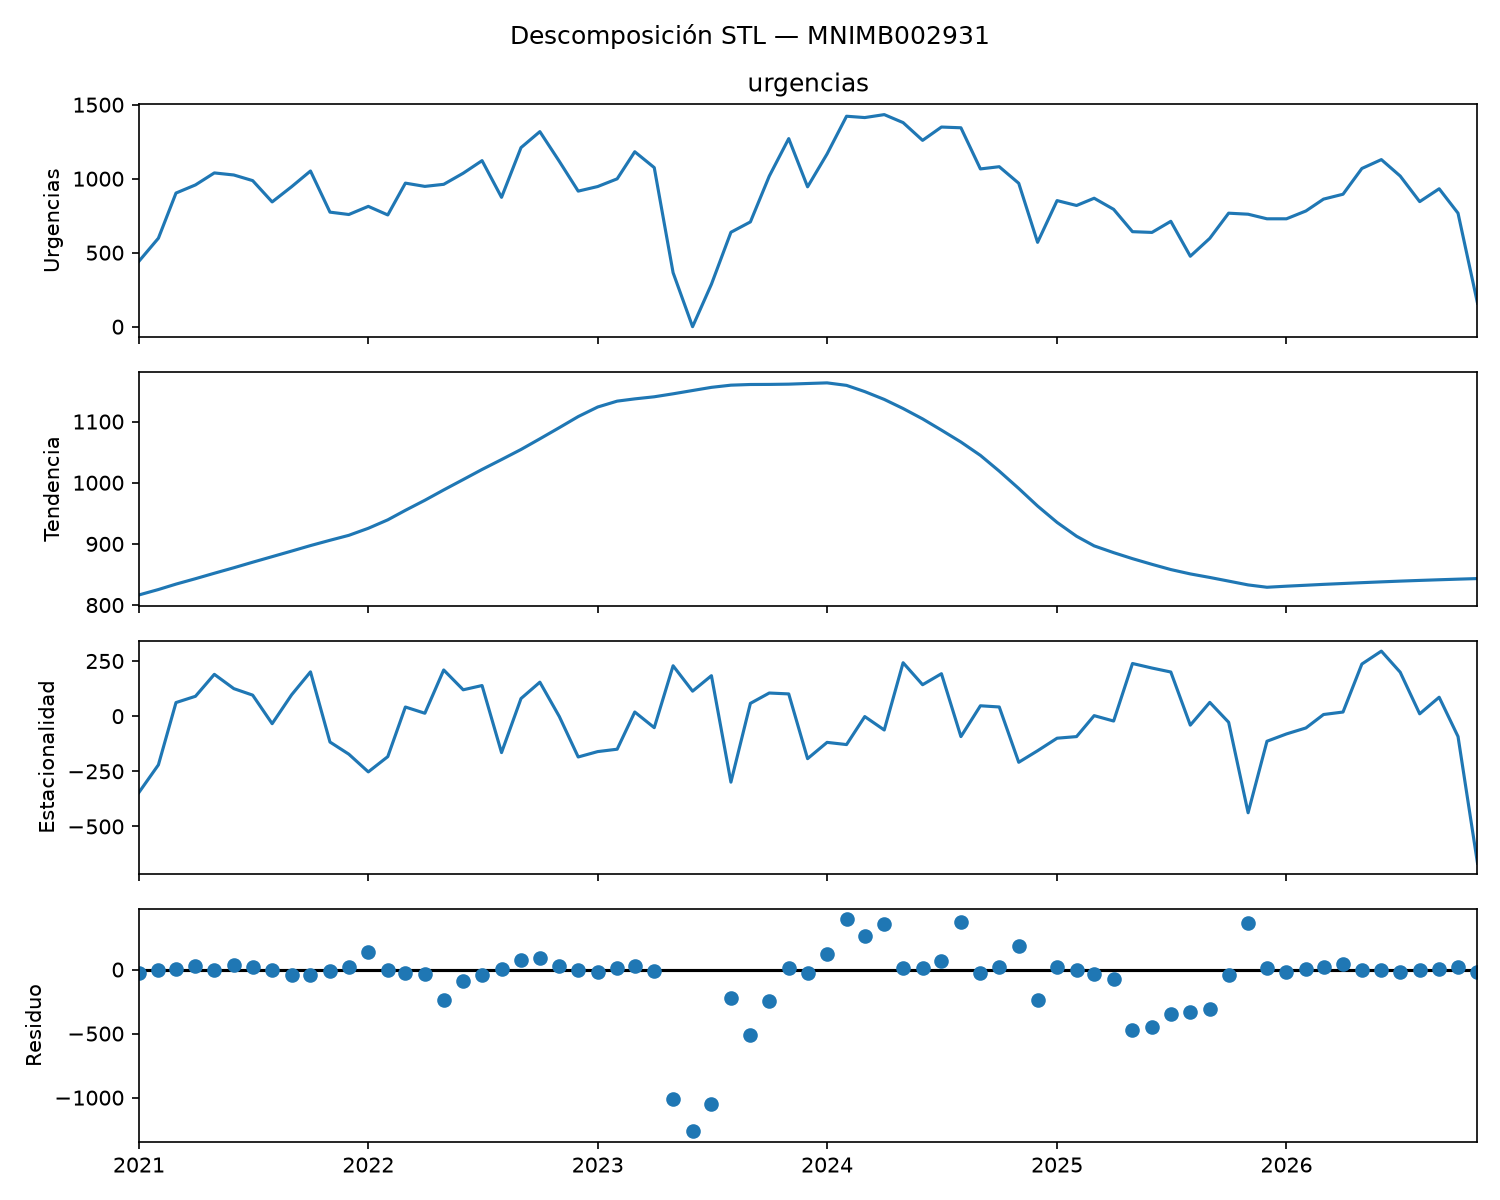 Descomposición STL — MNIMB002931
urgencias
Urgencias
1500
1000
500
0
Tendencia
1100
1000
900
800
Estacionalidad
250
0
−250
−500
Residuo
0
−500
−1000
2021 2022 2023 2024 2025 2026